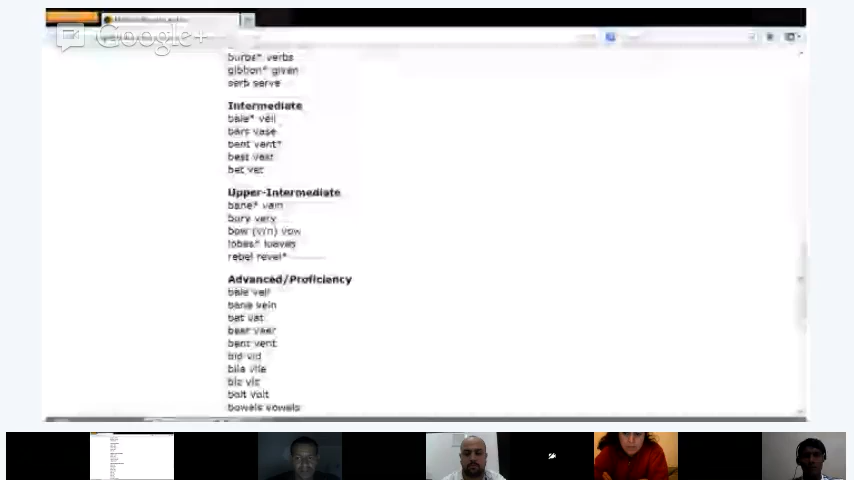 Google+
burbs* verbs
gibbon* given
serb serve
Intermediate
bale* veil
bars vase
bent vent*
best vest
bet vet
Upper-Intermediate
bane* vain
bury very
bow (v/n) vow
lobes* loaves
rebel revel*
Advanced/Proficiency
bale veil
bane vein
bat vat
beer veer
bent vent
bid vid
bile vile
biz viz
bolt volt
bowels vowels